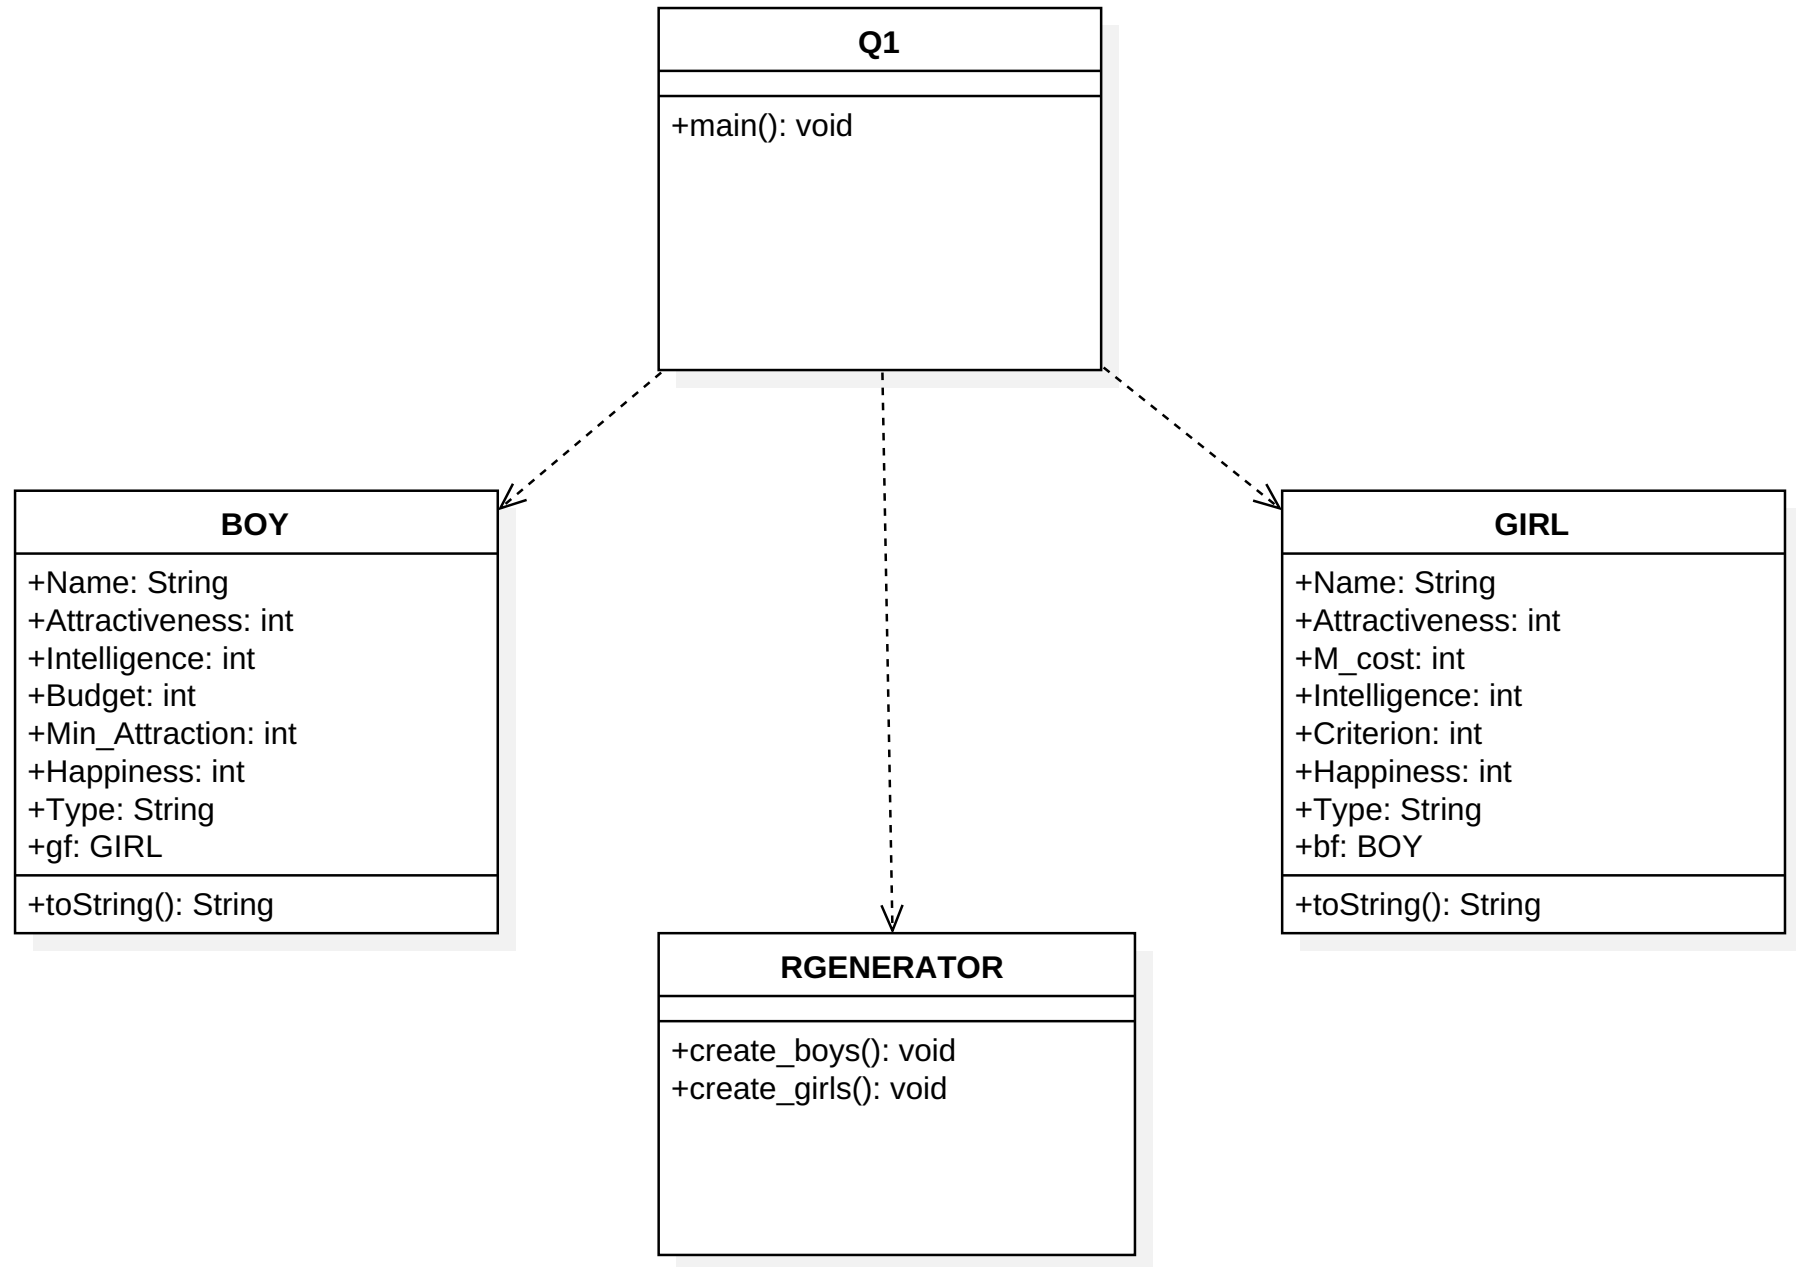 Q1
+main(): void
BOY
+Name: String
+Attractiveness: int
+Intelligence: int
+Budget: int
+Min_Attraction: int
+Happiness: int
+Type: String
+gf: GIRL
+toString(): String
GIRL
+Name: String
+Attractiveness: int
+M_cost: int
+Intelligence: int
+Criterion: int
+Happiness: int
+Type: String
+bf: BOY
+toString(): String
RGENERATOR
+create_boys(): void
+create_girls(): void